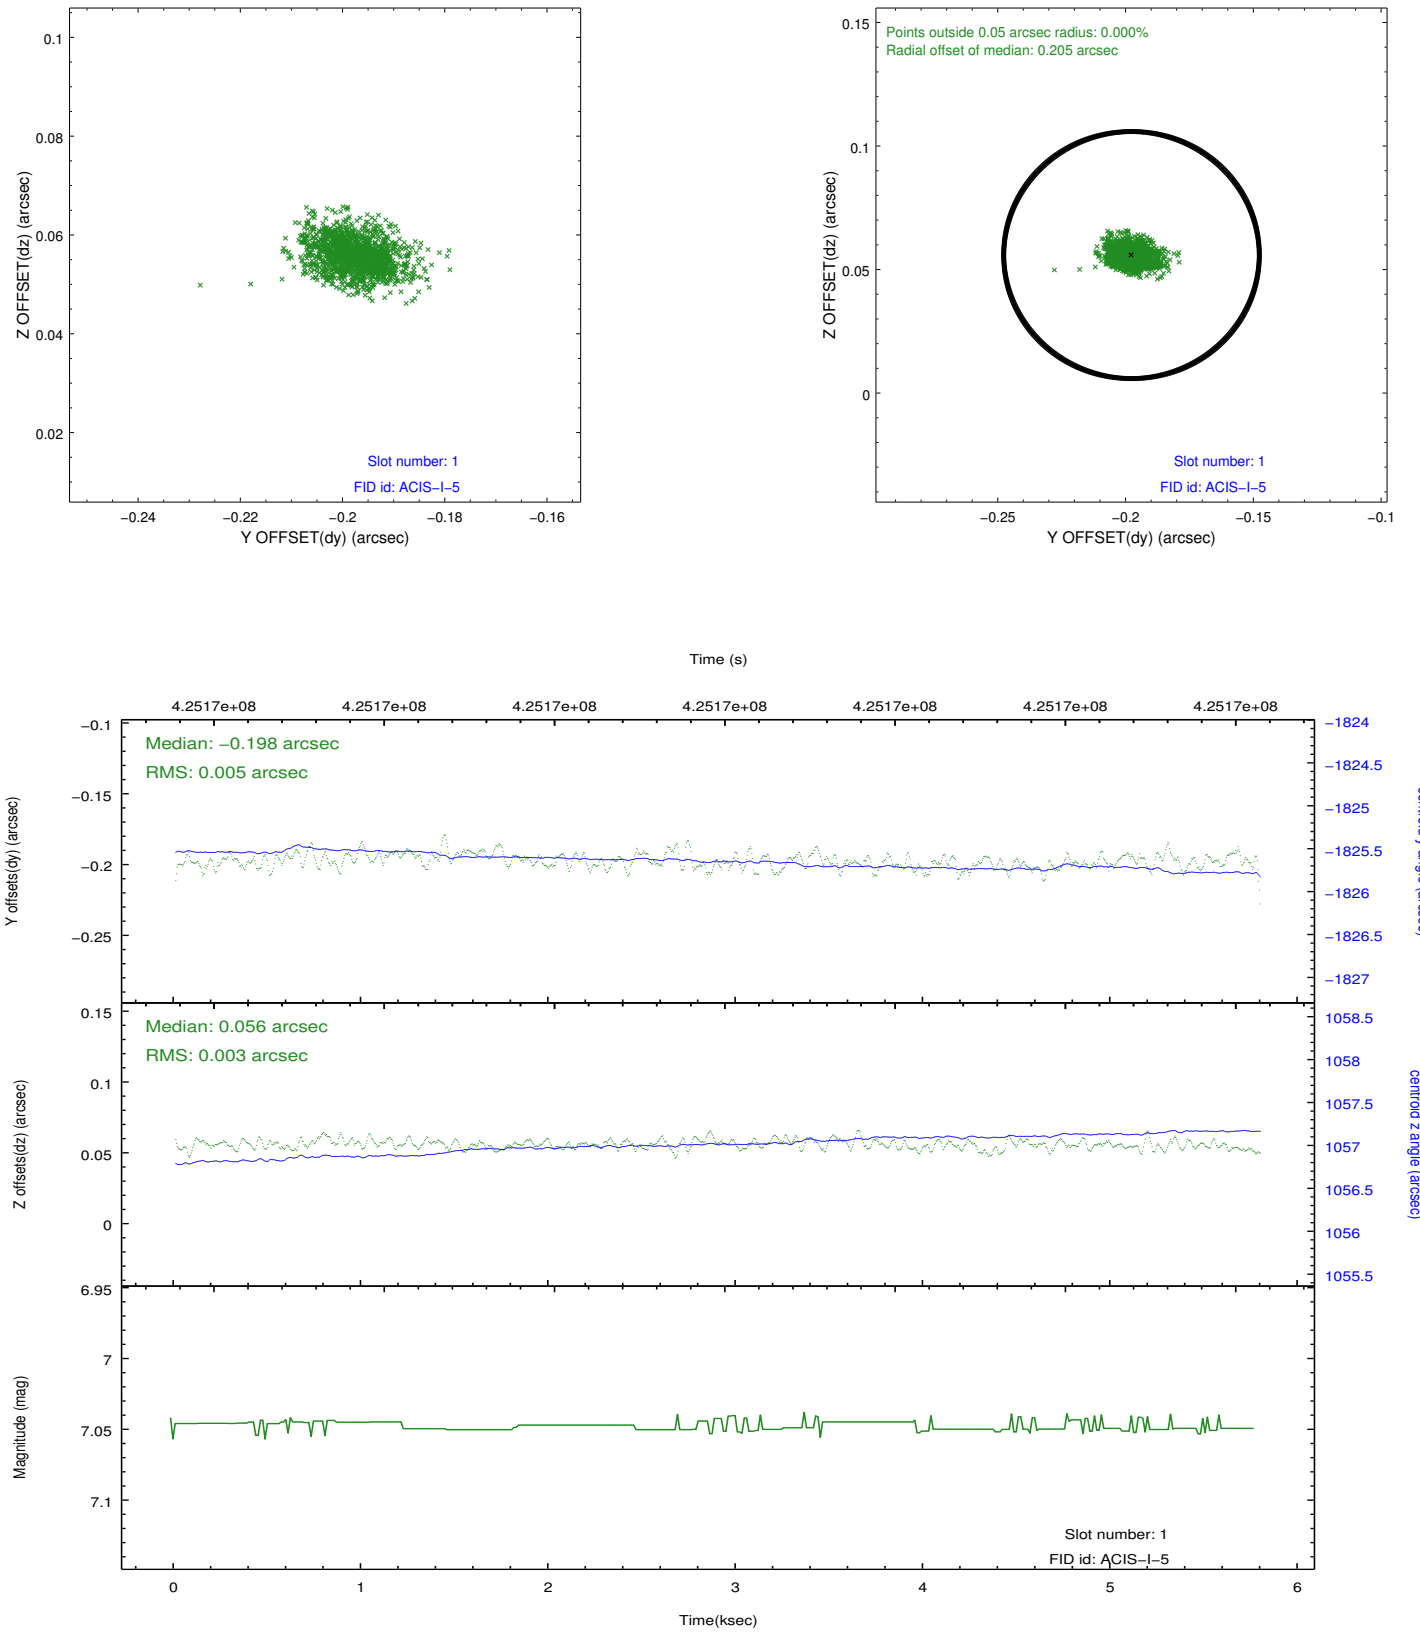 0.1
0.08
0.06
0.04
0.02
Z OFFSET(dz) (arcsec)
Slot number: 1
FID id: ACIS−I−5
−0.24 −0.22 −0.2 −0.18 −0.16
Y OFFSET(dy) (arcsec)
0.15
0.1
0.05
0
Z OFFSET(dz) (arcsec)
Points outside 0.05 arcsec radius: 0.000%
Radial offset of median: 0.205 arcsec
Slot number: 1
FID id: ACIS−I−5
−0.25 −0.2 −0.15 −0.1
Y OFFSET(dy) (arcsec)
Time (s)
4.2517e+08 4.2517e+08 4.2517e+08 4.2517e+08 4.2517e+08 4.2517e+08 4.2517e+08
−0.1
−0.15
−0.2
−0.25
Y offsets(dy) (arcsec)
Median: −0.198 arcsec
RMS: 0.005 arcsec
−1824
−1824.5
−1825
−1825.5
−1826
−1826.5
−1827
centroid y angle (arcsec)
0.15
0.1
0.05
0
Z offsets(dz) (arcsec)
Median: 0.056 arcsec
RMS: 0.003 arcsec
1058.5
1058
1057.5
1057
1056.5
1056
1055.5
centroid z angle (arcsec)
6.95
7
7.05
7.1
Magnitude (mag)
Slot number: 1
FID id: ACIS−I−5
0 1 2 3 4 5 6
Time(ksec)